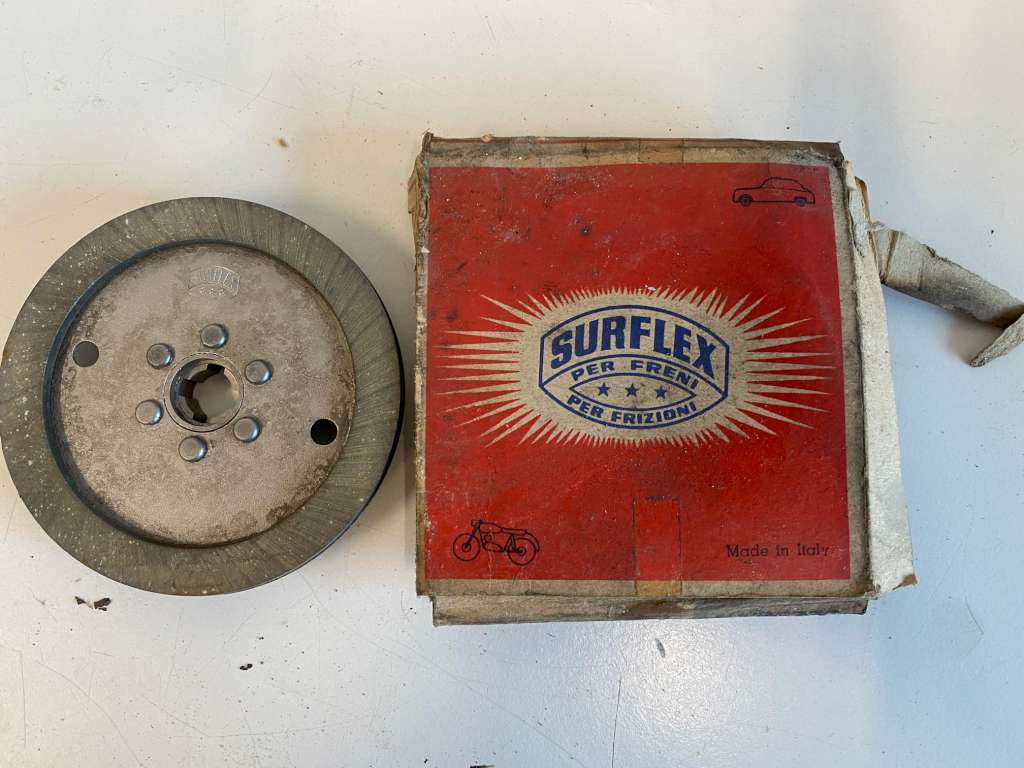 SURFLEX
PER FRENI
PER FRIZIONI
Made in Italy